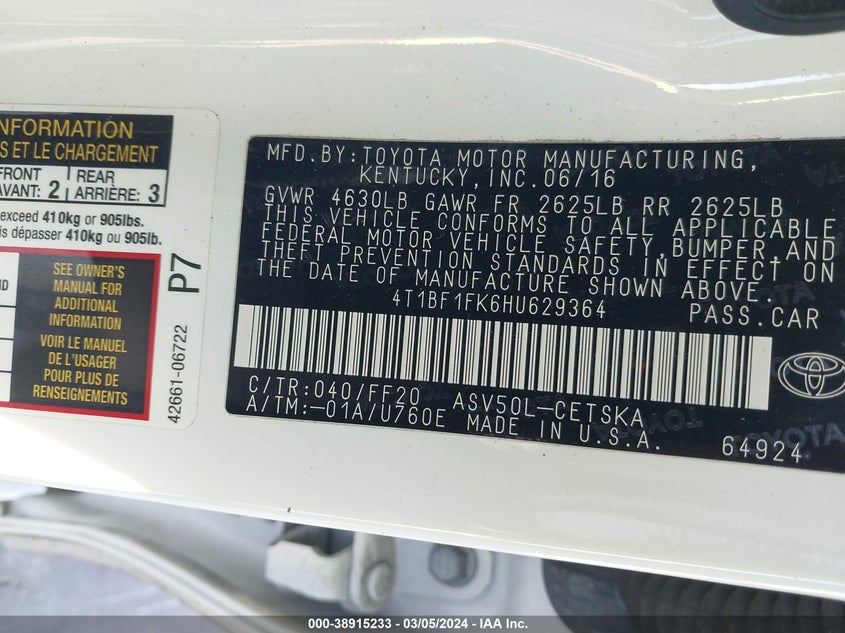 INFORMATION
S ET LE CHARGEMENT
FRONT
AVANT: 2
REAR
ARRIÈRE: 3
exceed 410kg or 905lbs.
is dépasser 410kg ou 905lb.
SEE OWNER'S
MANUAL FOR
ADDITIONAL
INFORMATION
VOIR LE MANUEL
DE L'USAGER
POUR PLUS DE
RENSEIGNEMENTS
42661-06722 P7
MFD.BY:TOYOTA MOTOR MANUFACTURING,
KENTUCKY,INC.06/16
GVWR 4630LB GAWR FR 2625LB RR 2625LB
THIS VEHICLE CONFORMS TO ALL APPLICABLE
FEDERAL MOTOR VEHICLE SAFETY,BUMPER,AND
THEFT PREVENTION STANDARDS IN EFFECT ON
THE DATE OF MANUFACTURE SHOWN ABOVE.
4T1BF1FK6HU629364 PASS.CAR
C/TR:040/FF20 ASV50L-CETSKA
A/TM:-01A/U760E MADE IN U.S.A. 64924
000-38915233 - 03/05/2024 - IAA Inc.